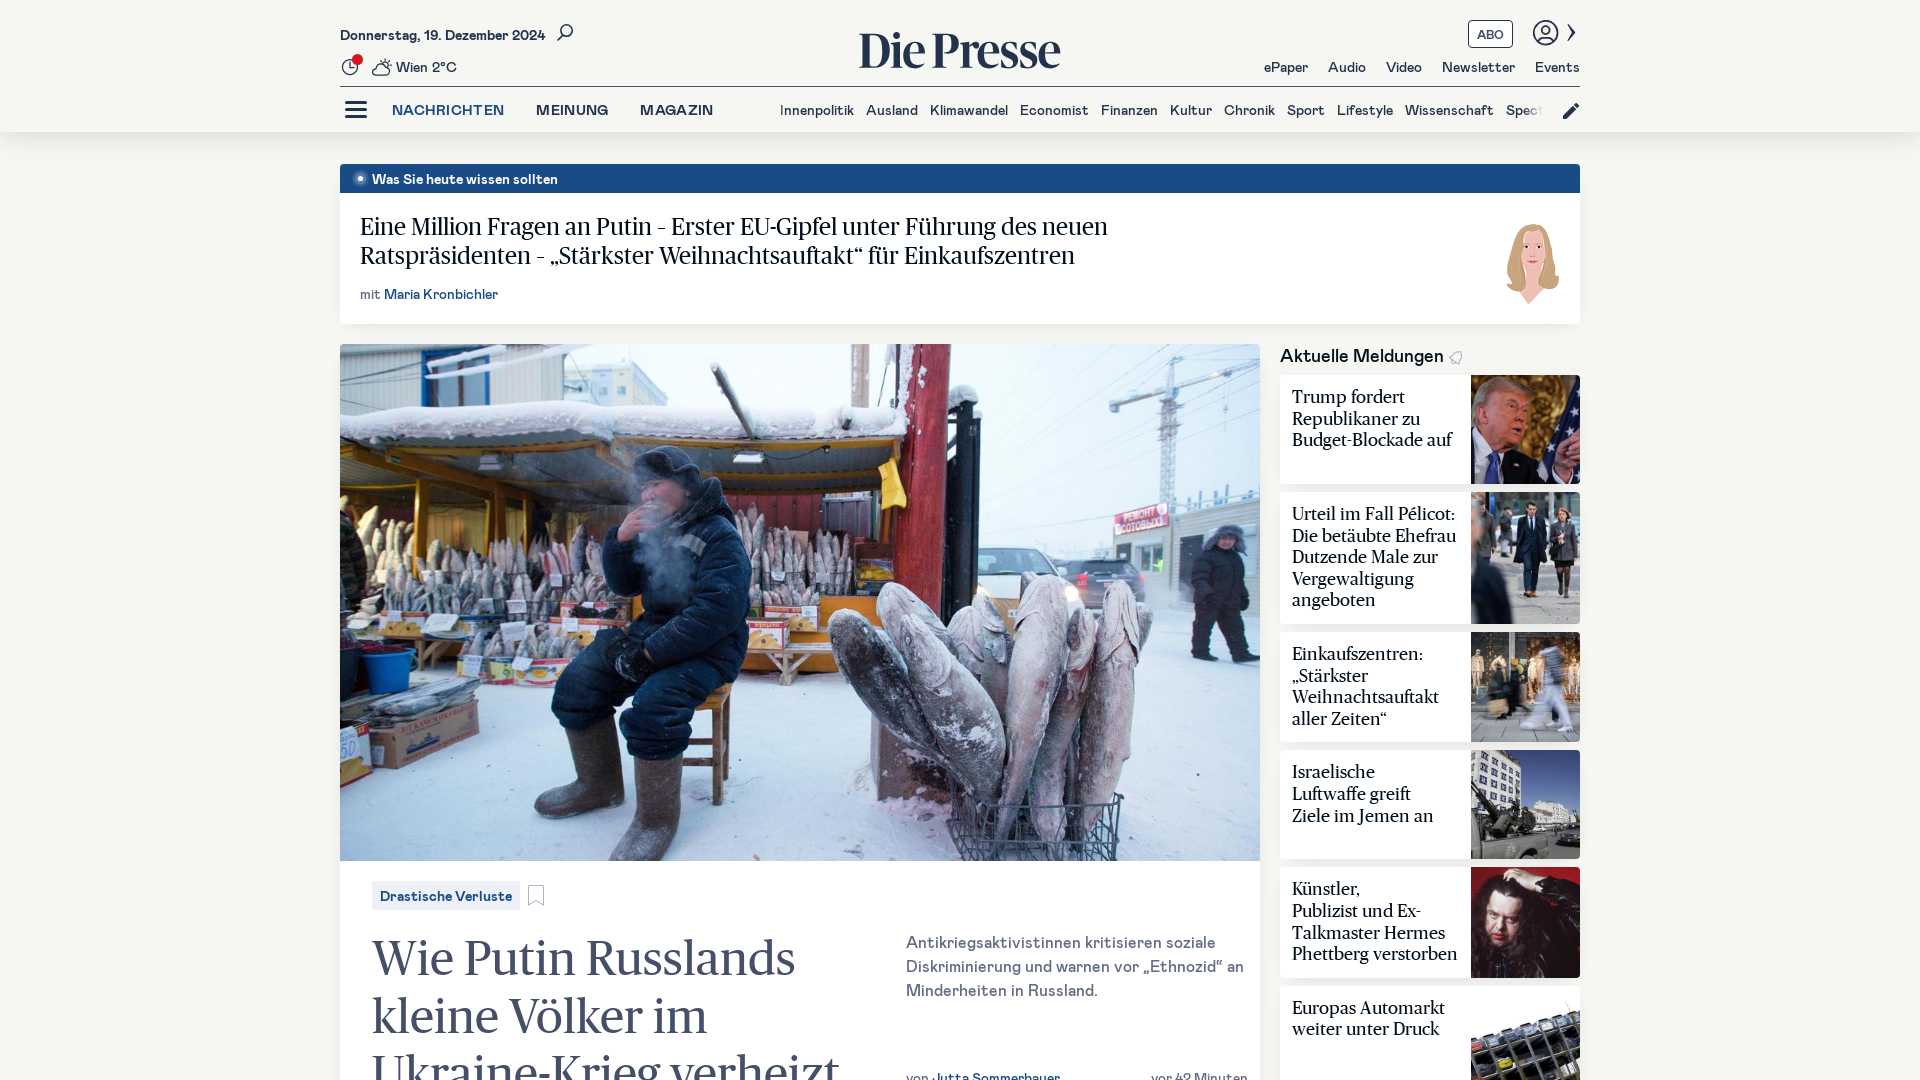 Donnerstag, 19. Dezember 2024
Wien 2°C
Die Presse
ABO
ePaper Audio Video Newsletter Events
NACHRICHTEN MEINUNG MAGAZIN
Innenpolitik Ausland Klimawandel Economist Finanzen Kultur Chronik Sport Lifestyle Wissenschaft Spect
Was Sie heute wissen sollten
Eine Million Fragen an Putin – Erster EU-Gipfel unter Führung des neuen
Ratspräsidenten – „Stärkster Weihnachtsauftakt“ für Einkaufszentren
mit Maria Kronbichler
РЕМОНТ
СОТОВЫХ
Drastische Verluste
Wie Putin Russlands
kleine Völker im
Ukraine-Krieg verheizt
Antikriegsaktivistinnen kritisieren soziale
Diskriminierung und warnen vor „Ethnozid“ an
Minderheiten in Russland.
von Jutta Sommerbauer
vor 42 Minuten
Aktuelle Meldungen
Trump fordert
Republikaner zu
Budget-Blockade auf
Urteil im Fall Pélicot:
Die betäubte Ehefrau
Dutzende Male zur
Vergewaltigung
angeboten
Einkaufszentren:
„Stärkster
Weihnachtsauftakt
aller Zeiten“
Israelische
Luftwaffe greift
Ziele im Jemen an
Künstler,
Publizist und Ex-
Talkmaster Hermes
Phettberg verstorben
Europas Automarkt
weiter unter Druck